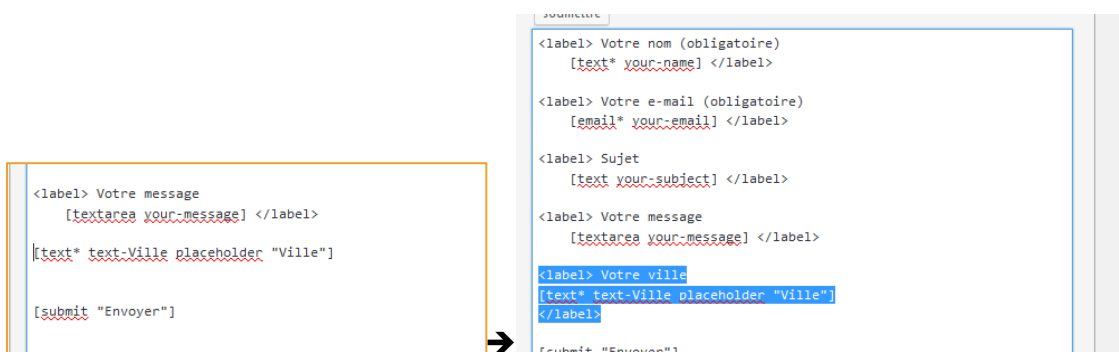 <label> Votre message
[textarea your-message] </label>
[text* text-Ville placeholder "Ville"]
[submit "Envoyer"]
➔
soumettre
<label> Votre nom (obligatoire)
[text* your-name] </label>
<label> Votre e-mail (obligatoire)
[email* your-email] </label>
<label> Sujet
[text your-subject] </label>
<label> Votre message
[textarea your-message] </label>
<label> Votre ville
[text* text-Ville placeholder "Ville"]
</label>
[submit "Envoyer"]